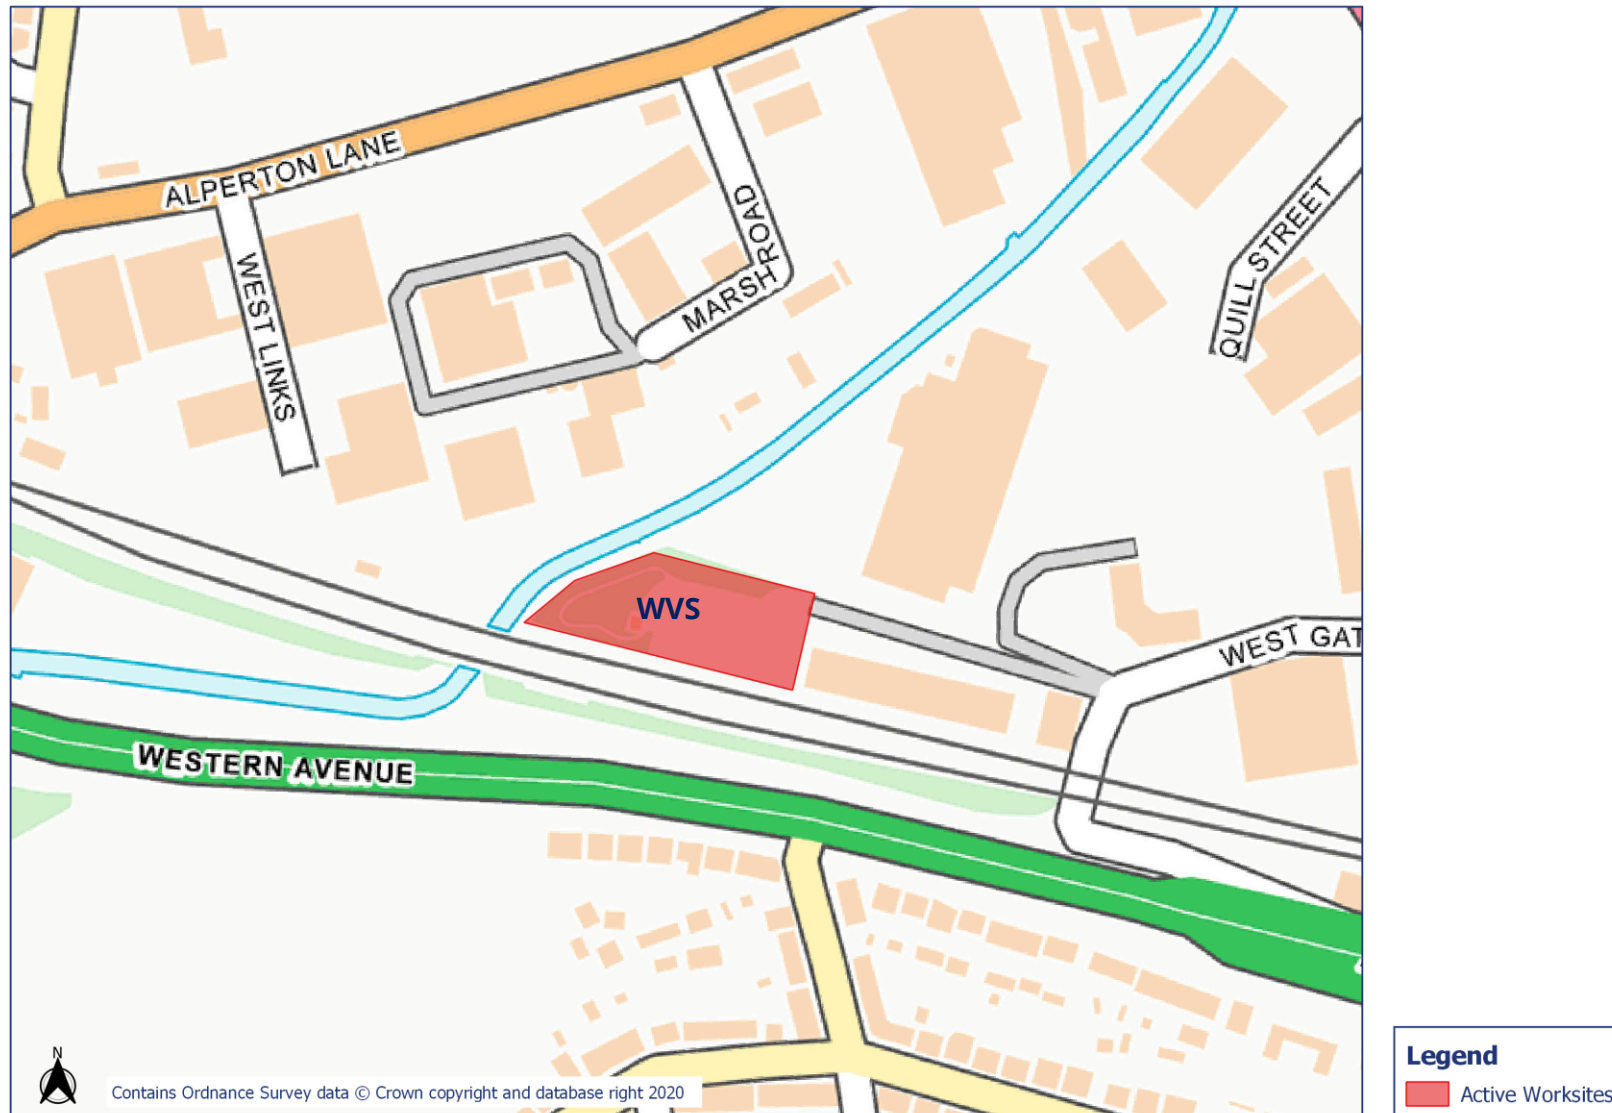 ALPERTON LANE
WEST LINKS
MARSH ROAD
QUILL STREET
WVS
WEST GAT
WESTERN AVENUE
N
Contains Ordnance Survey data © Crown copyright and database right 2020
Legend
Active Worksites